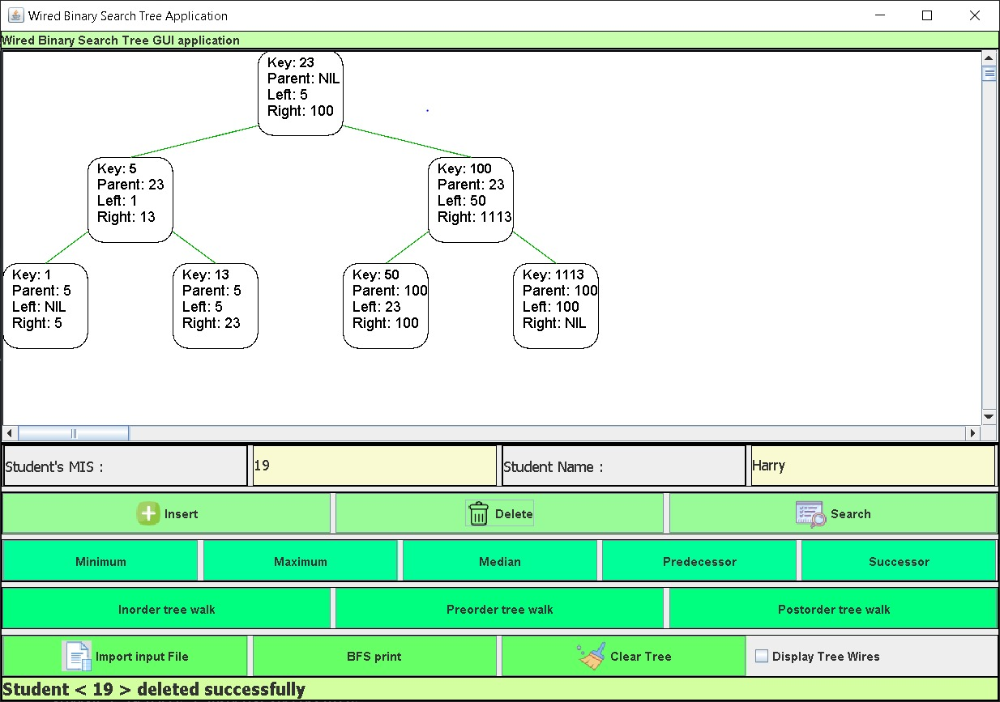 Wired Binary Search Tree Application
Wired Binary Search Tree GUI application
Key: 23
Parent: NIL
Left: 5
Right: 100
Key: 5
Parent: 23
Left: 1
Right: 13
Key: 100
Parent: 23
Left: 50
Right: 1113
Key: 1
Parent: 5
Left: NIL
Right: 5
Key: 13
Parent: 5
Left: 5
Right: 23
Key: 50
Parent: 100
Left: 23
Right: 100
Key: 1113
Parent: 100
Left: 100
Right: NIL
Student's MIS :
19
Student Name :
Harry
Insert
Delete
Search
Minimum
Maximum
Median
Predecessor
Successor
Inorder tree walk
Preorder tree walk
Postorder tree walk
Import input File
BFS print
Clear Tree
Display Tree Wires
Student < 19 > deleted successfully